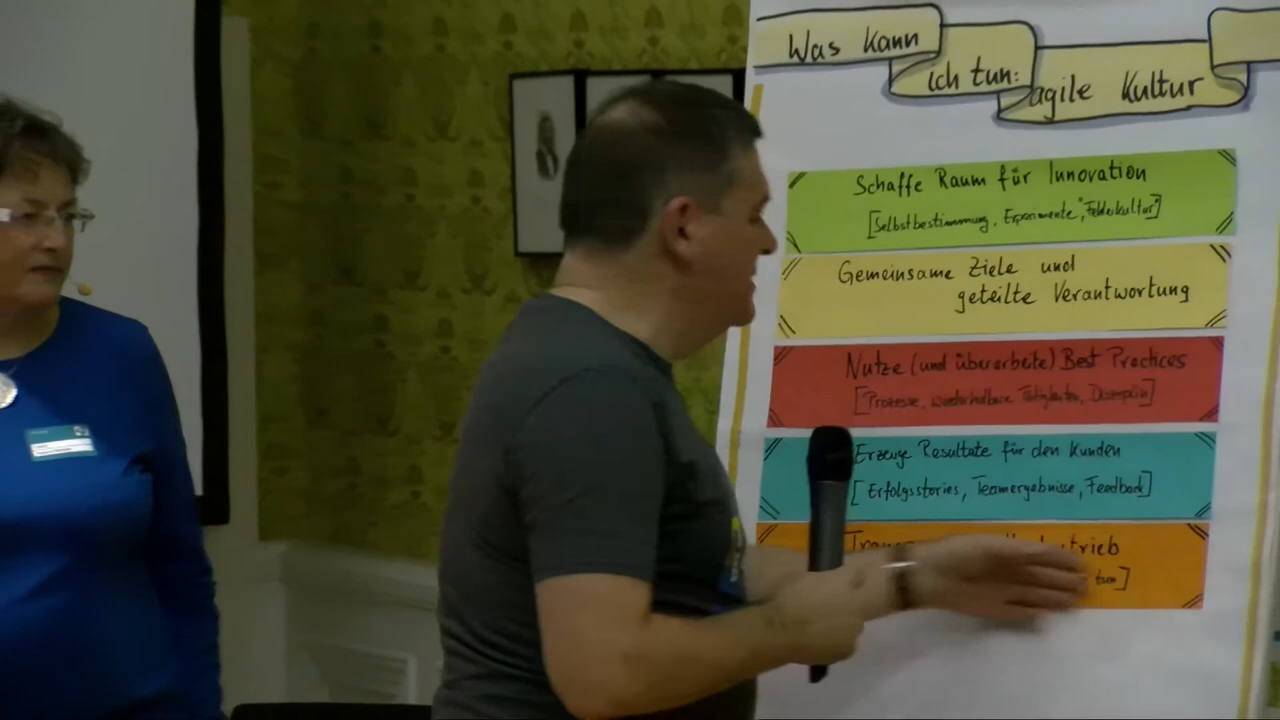 Was kann
ich tun:
agile Kultur
Schaffe Raum für Innovation
[Selbstbestimmung, Experimente, "Fehlerkultur"]
Gemeinsame Ziele und
geteilte Verantwortung
Nutze (und überarbeite) Best Practices
[Prozesse, wiederholbare Tätigkeiten, Disziplin]
Erzeuge Resultate für den Kunden
[Erfolgsstories, Teamergebnisse, Feedback]